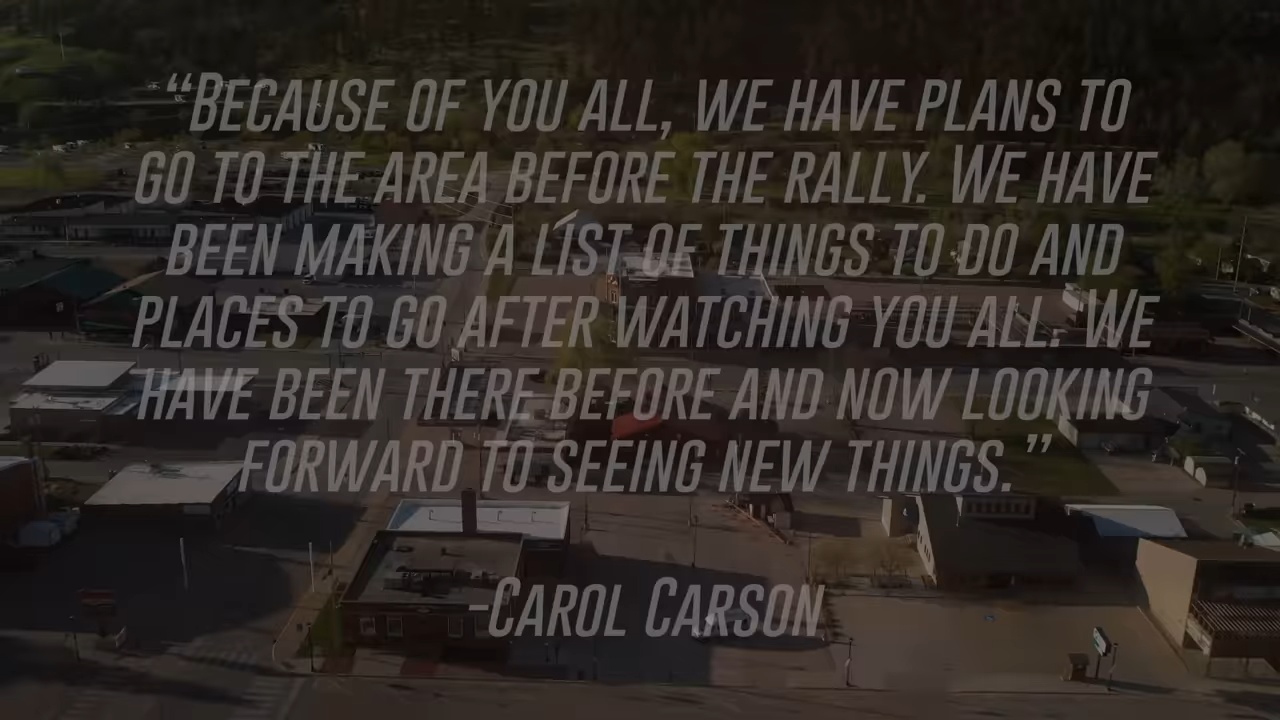 “Because of you all, we have plans to
go to the area before the rally. We have
been making a list of things to do and
places to go after watching you all. We
have been there before and now looking
forward to seeing new things.”
-Carol Carson